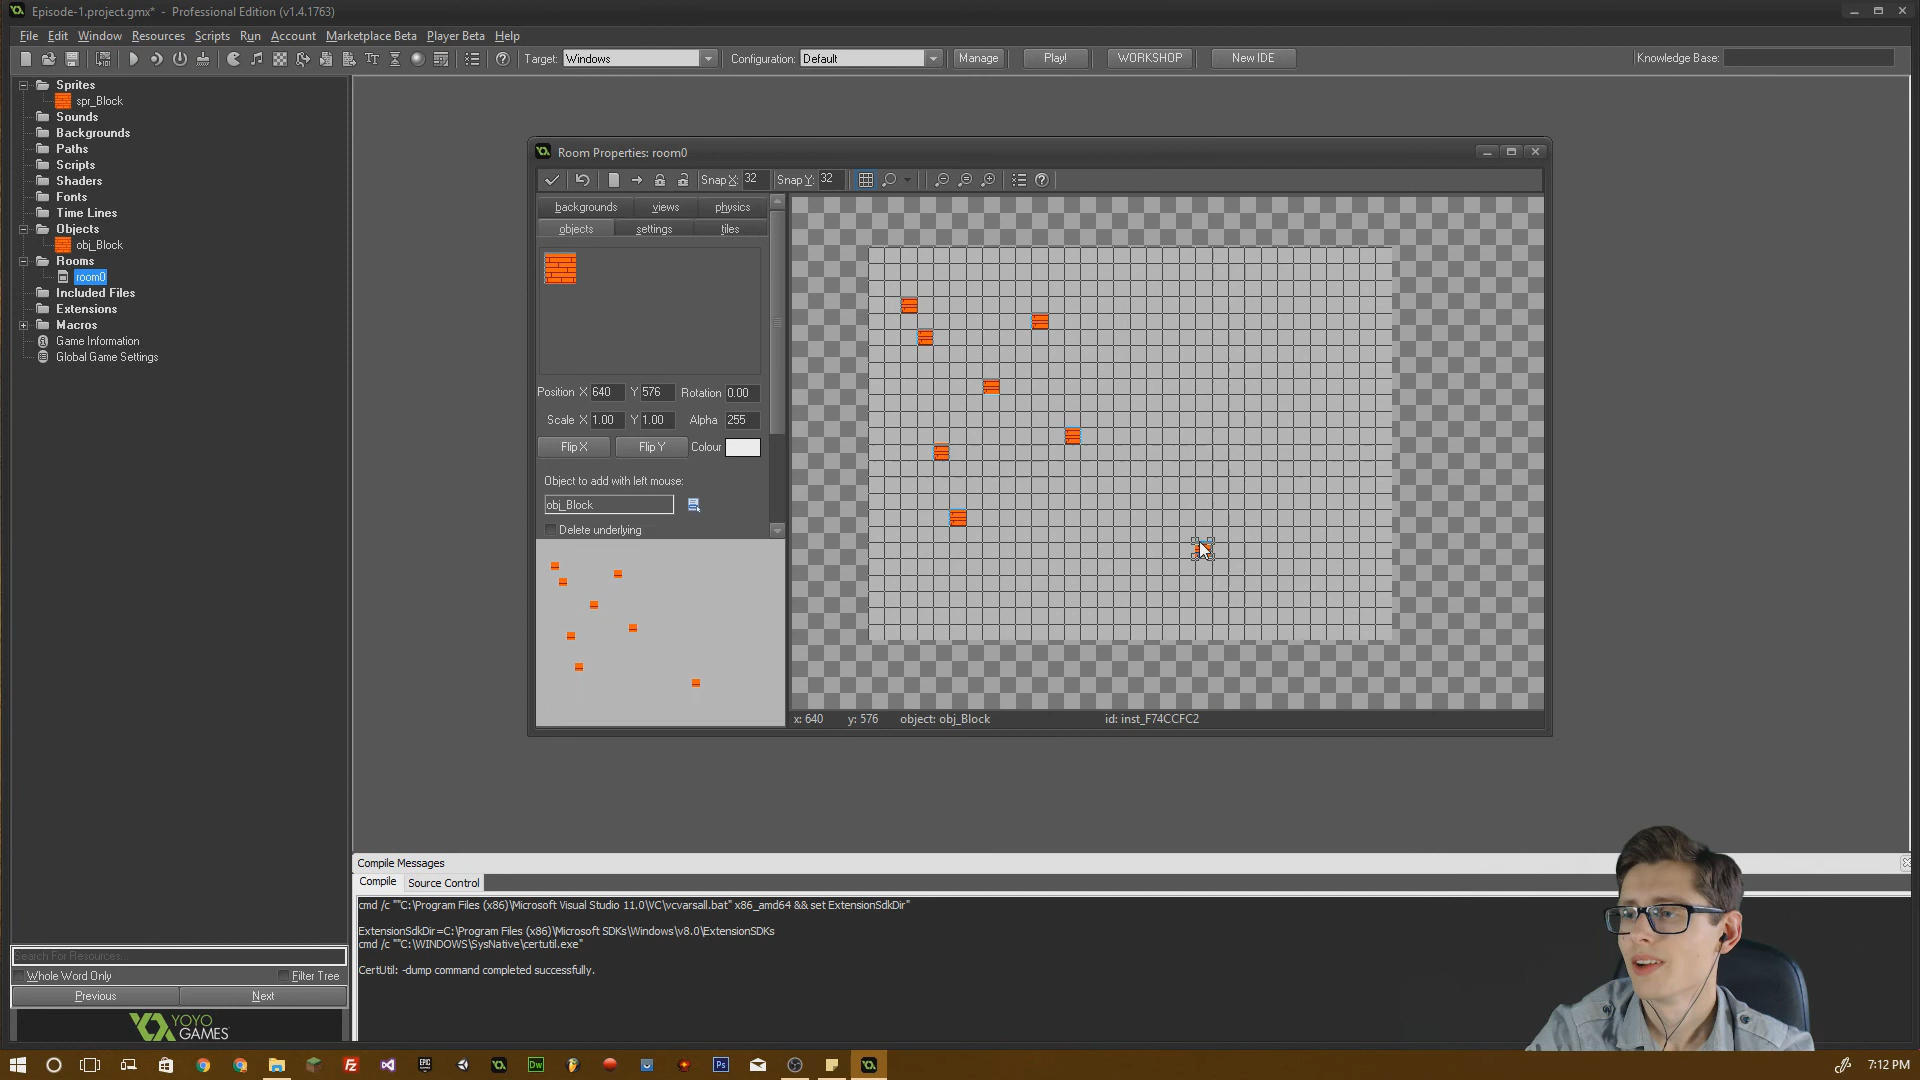 Episode-1.project.gmx* - Professional Edition (v1.4.1763)
File Edit Window Resources Scripts Run Account Marketplace Beta Player Beta Help
Target: Windows Configuration: Default Manage Play! WORKSHOP New IDE Knowledge Base:
Sprites
spr_Block
Sounds
Backgrounds
Paths
Scripts
Shaders
Fonts
Time Lines
Objects
obj_Block
Rooms
room0
Included Files
Extensions
Macros
Game Information
Global Game Settings
Room Properties: room0
Snap X: 32 Snap Y: 32
backgrounds views physics
objects settings tiles
Position X 640 Y 576 Rotation 0.00
Scale X 1.00 Y 1.00 Alpha 255
Flip X Flip Y Colour
Object to add with left mouse:
obj_Block
Delete underlying
x: 640 y: 576 object: obj_Block id: inst_F74CCFC2
Compile Messages
Compile Source Control
cmd /c ""C:\Program Files (x86)\Microsoft Visual Studio 11.0\VC\vcvarsall.bat" x86_amd64 && set ExtensionSdkDir"
ExtensionSdkDir=C:\Program Files (x86)\Microsoft SDKs\Windows\v8.0\ExtensionSDKs
cmd /c ""C:\WINDOWS\SysNative\certutil.exe"
CertUtil: -dump command completed successfully.
Search For Resources...
Whole Word Only Filter Tree
Previous Next
YOYO
GAMES
Dw
Ps
EPIC
7:12 PM